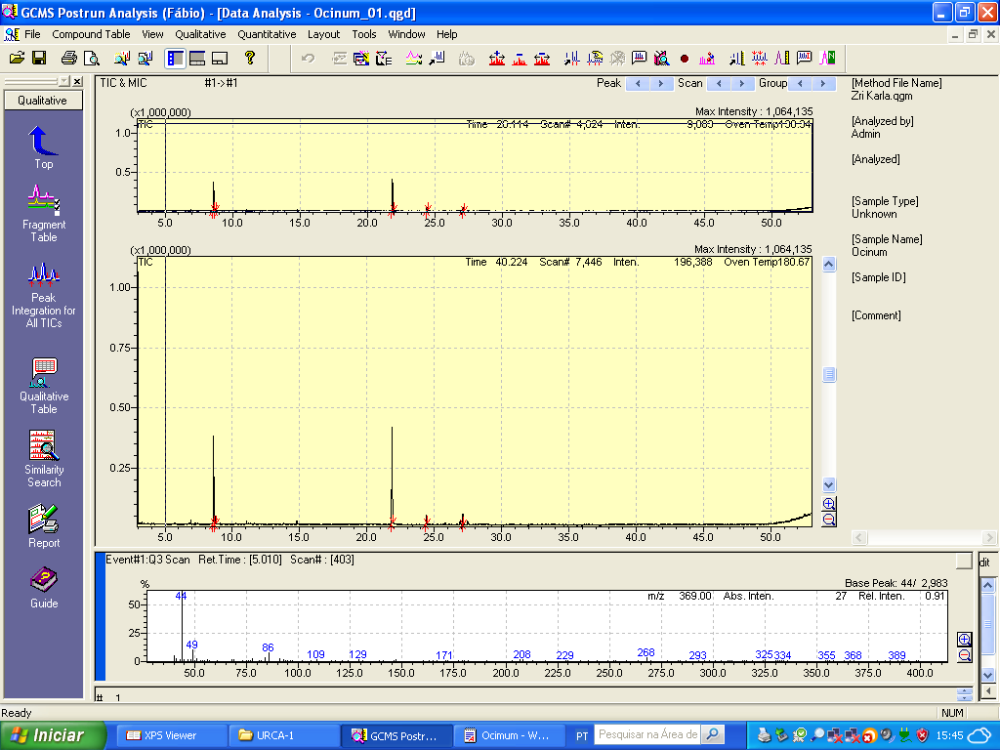 GCMS Postrun Analysis (Fábio) - [Data Analysis - Ocinum_01.qgd]
File Compound Table View Qualitative Quantitative Layout Tools Window Help
Qualitative
Top
Fragment
Table
Peak
Integration for
All TICs
Qualitative
Table
Similarity
Search
Report
Guide
TIC & MIC #1->#1 Peak Scan Group
(x1,000,000) Max Intensity : 1,064,135
TIC Time 20.114 Scan# 4,024 Inten. Oven Temp
1.0
0.5
5.0 10.0 15.0 20.0 25.0 30.0 35.0 40.0 45.0 50.0
(x1,000,000) Max Intensity : 1,064,135
TIC Time 40.224 Scan# 7,446 Inten. 196,388 Oven Temp180.67
1.00
0.75
0.50
0.25
5.0 10.0 15.0 20.0 25.0 30.0 35.0 40.0 45.0 50.0
[Method File Name]
Zri Karla.qgm
[Analyzed by]
Admin
[Analyzed]
[Sample Type]
Unknown
[Sample Name]
Ocinum
[Sample ID]
[Comment]
Event#1:Q3 Scan Ret.Time : [5.010] Scan# : [403]
dit
% Base Peak: 44/ 2,983
m/z 369.00 Abs. Inten. 27 Rel. Inten. 0.91
50
25
0
44 49 86 109 129 171 208 229 268 293 325 334 355 368 389
50.0 75.0 100.0 125.0 150.0 175.0 200.0 225.0 250.0 275.0 300.0 325.0 350.0 375.0 400.0
# 1
Ready NUM
Iniciar XPS Viewer URCA-1 GCMS Postr... Ocimum - W... PT Pesquisar na Área de 15:45